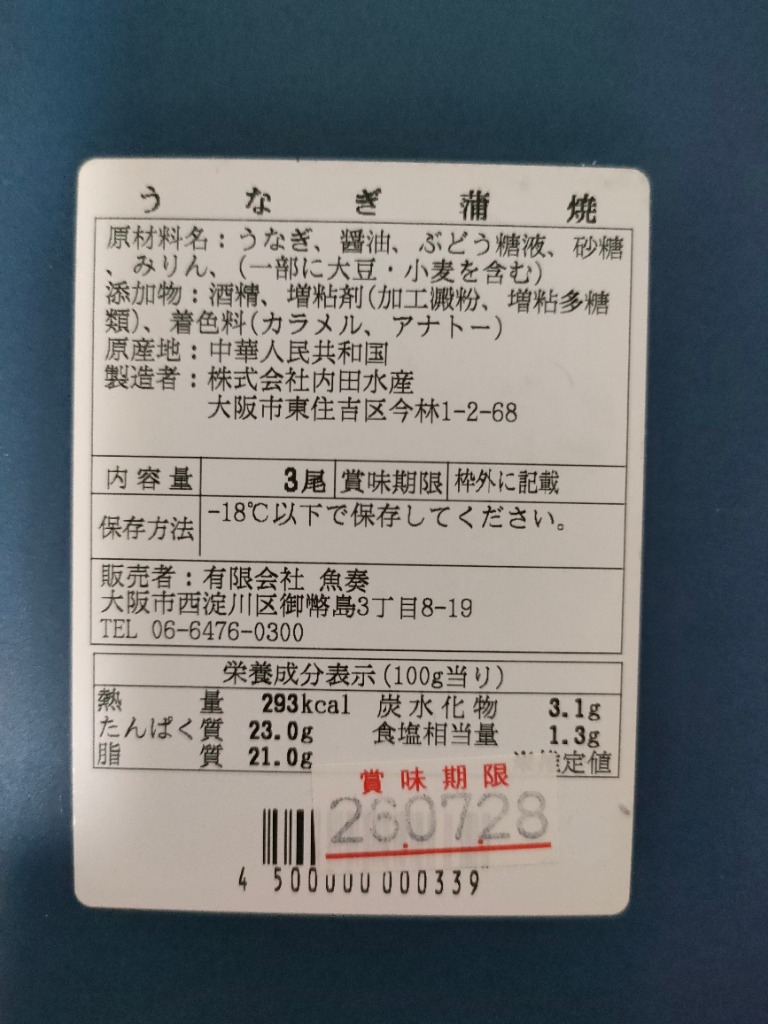 うなぎ蒲焼
原材料名：うなぎ、醤油、ぶどう糖液、砂糖
、みりん、(一部に大豆・小麦を含む)
添加物：酒精、増粘剤(加工澱粉、増粘多糖
類)、着色料(カラメル、アナトー)
原産地：中華人民共和国
製造者：株式会社内田水産
大阪市東住吉区今林1-2-68
内容量 3尾 賞味期限 枠外に記載
保存方法 -18℃以下で保存してください。
販売者：有限会社 魚奏
大阪市西淀川区御幣島3丁目8-19
TEL 06-6476-0300
栄養成分表示(100g当り)
熱量 293kcal 炭水化物 3.1g
たんぱく質 23.0g 食塩相当量 1.3g
脂質 21.0g 推定値
賞味期限
26.07.28
4 500000 000339